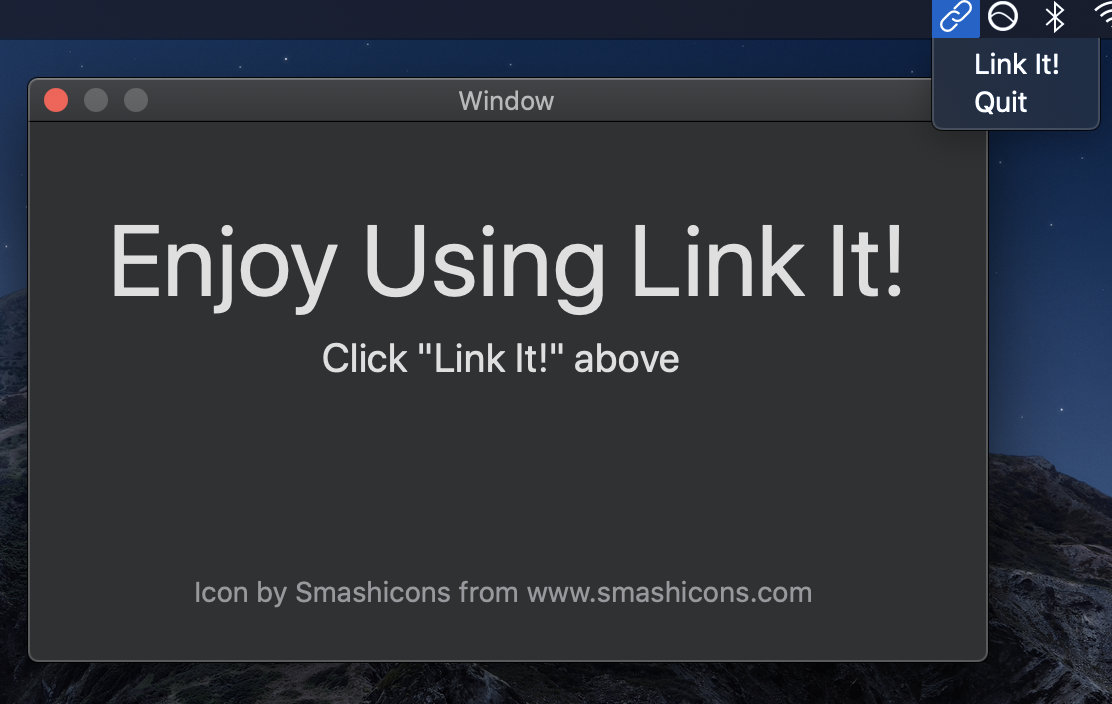 Link It!
Quit
Window
Enjoy Using Link It!
Click "Link It!" above
Icon by Smashicons from www.smashicons.com